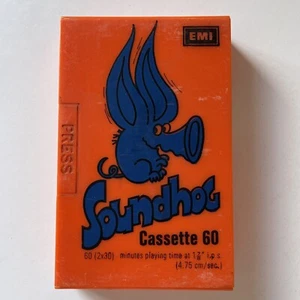 EMI
PRESS
Soundhog
Cassette 60
60 (2x30) minutes playing time at 1⅞" i.p.s
(4,75 cm/sec.)